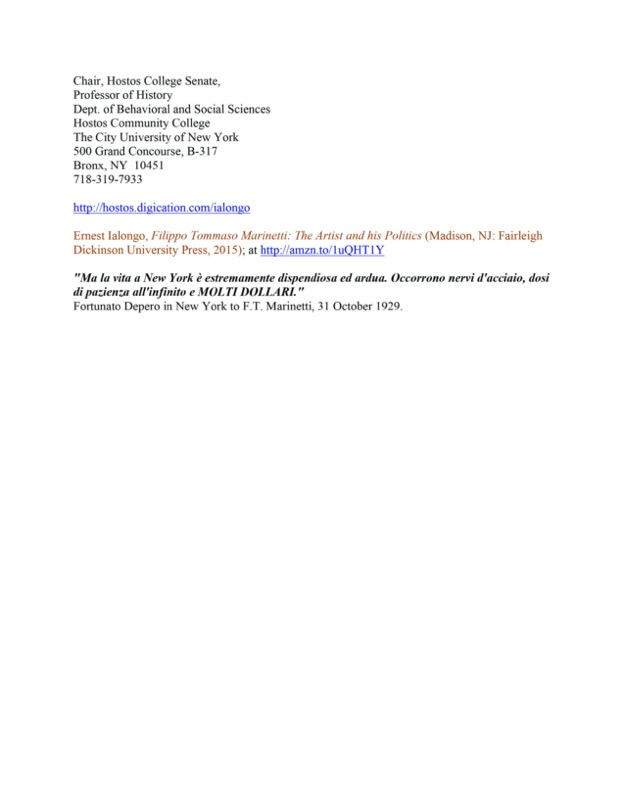 Chair, Hostos College Senate,
Professor of History
Dept. of Behavioral and Social Sciences
Hostos Community College
The City University of New York
500 Grand Concourse, B-317
Bronx, NY  10451
718-319-7933
http://hostos.digication.com/ialongo
Ernest Ialongo, Filippo Tommaso Marinetti: The Artist and his Politics (Madison, NJ: Fairleigh
Dickinson University Press, 2015); at http://amzn.to/1uQHT1Y
"Ma la vita a New York è estremamente dispendiosa ed ardua. Occorrono nervi d'acciaio, dosi
di pazienza all'infinito e MOLTI DOLLARI."
Fortunato Depero in New York to F.T. Marinetti, 31 October 1929.